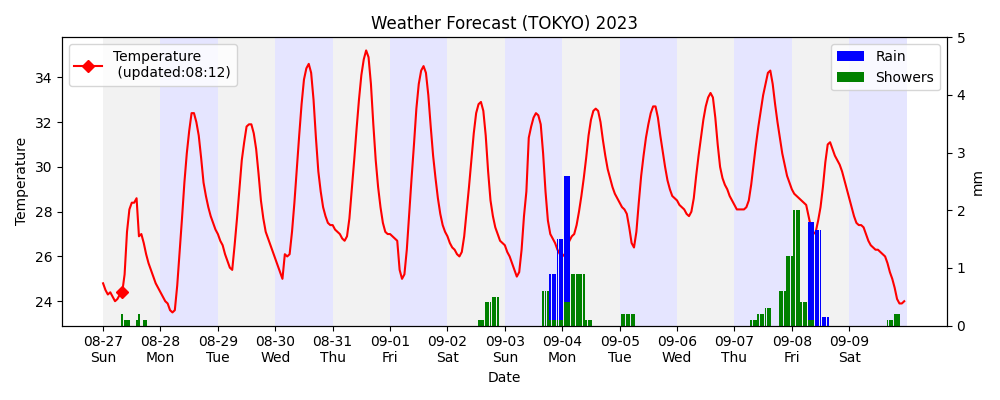 Weather Forecast (TOKYO) 2023
Temperature
(updated:08:12)
Rain
Showers
Temperature
34
32
30
28
26
24
5
4
3
2
1
0
mm
08-27 08-28 08-29 08-30 08-31 09-01 09-02 09-03 09-04 09-05 09-06 09-07 09-08 09-09
Sun Mon Tue Wed Thu Fri Sat Sun Mon Tue Wed Thu Fri Sat
Date